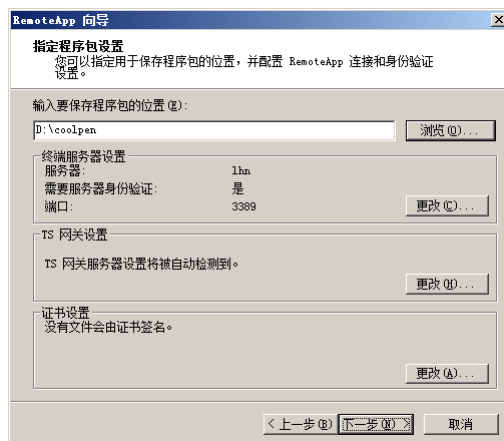 RemoteApp 向导
指定程序包设置
您可以指定用于保存程序包的位置，并配置 RemoteApp 连接和身份验证
设置。
输入要保存程序包的位置(E):
D:\coolpen
浏览(O)...
终端服务器设置
服务器: lhn
需要服务器身份验证: 是
端口: 3389
更改(C)...
TS 网关设置
TS 网关服务器设置将被自动检测到。
更改(H)...
证书设置
没有文件会由证书签名。
更改(A)...
<上一步(B) 下一步(N)> 取消